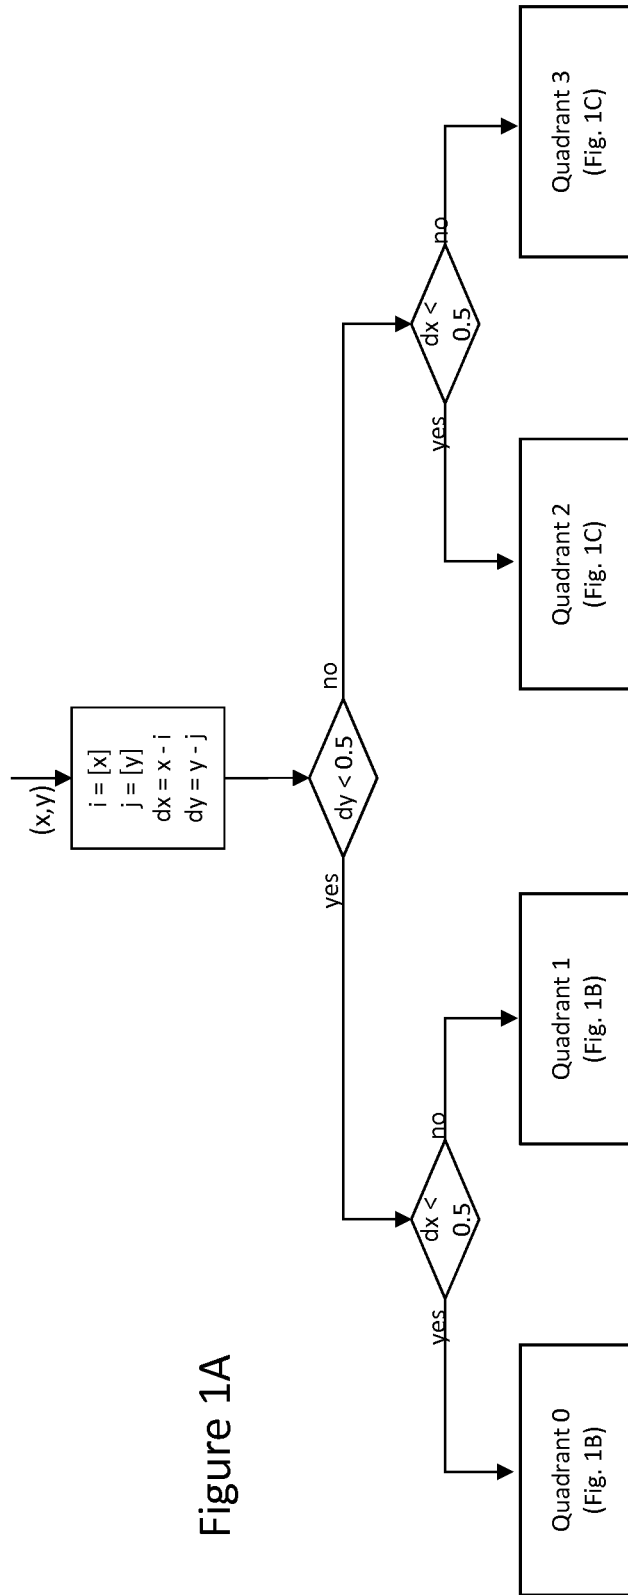 (x,y)
i = [x]
j = [y]
dx = x - i
dy = y - j
dy < 0.5
yes
no
dx <
0.5
yes
no
dx <
0.5
yes
no
Quadrant 0
(Fig. 1B)
Quadrant 1
(Fig. 1B)
Quadrant 2
(Fig. 1C)
Quadrant 3
(Fig. 1C)
Figure 1A